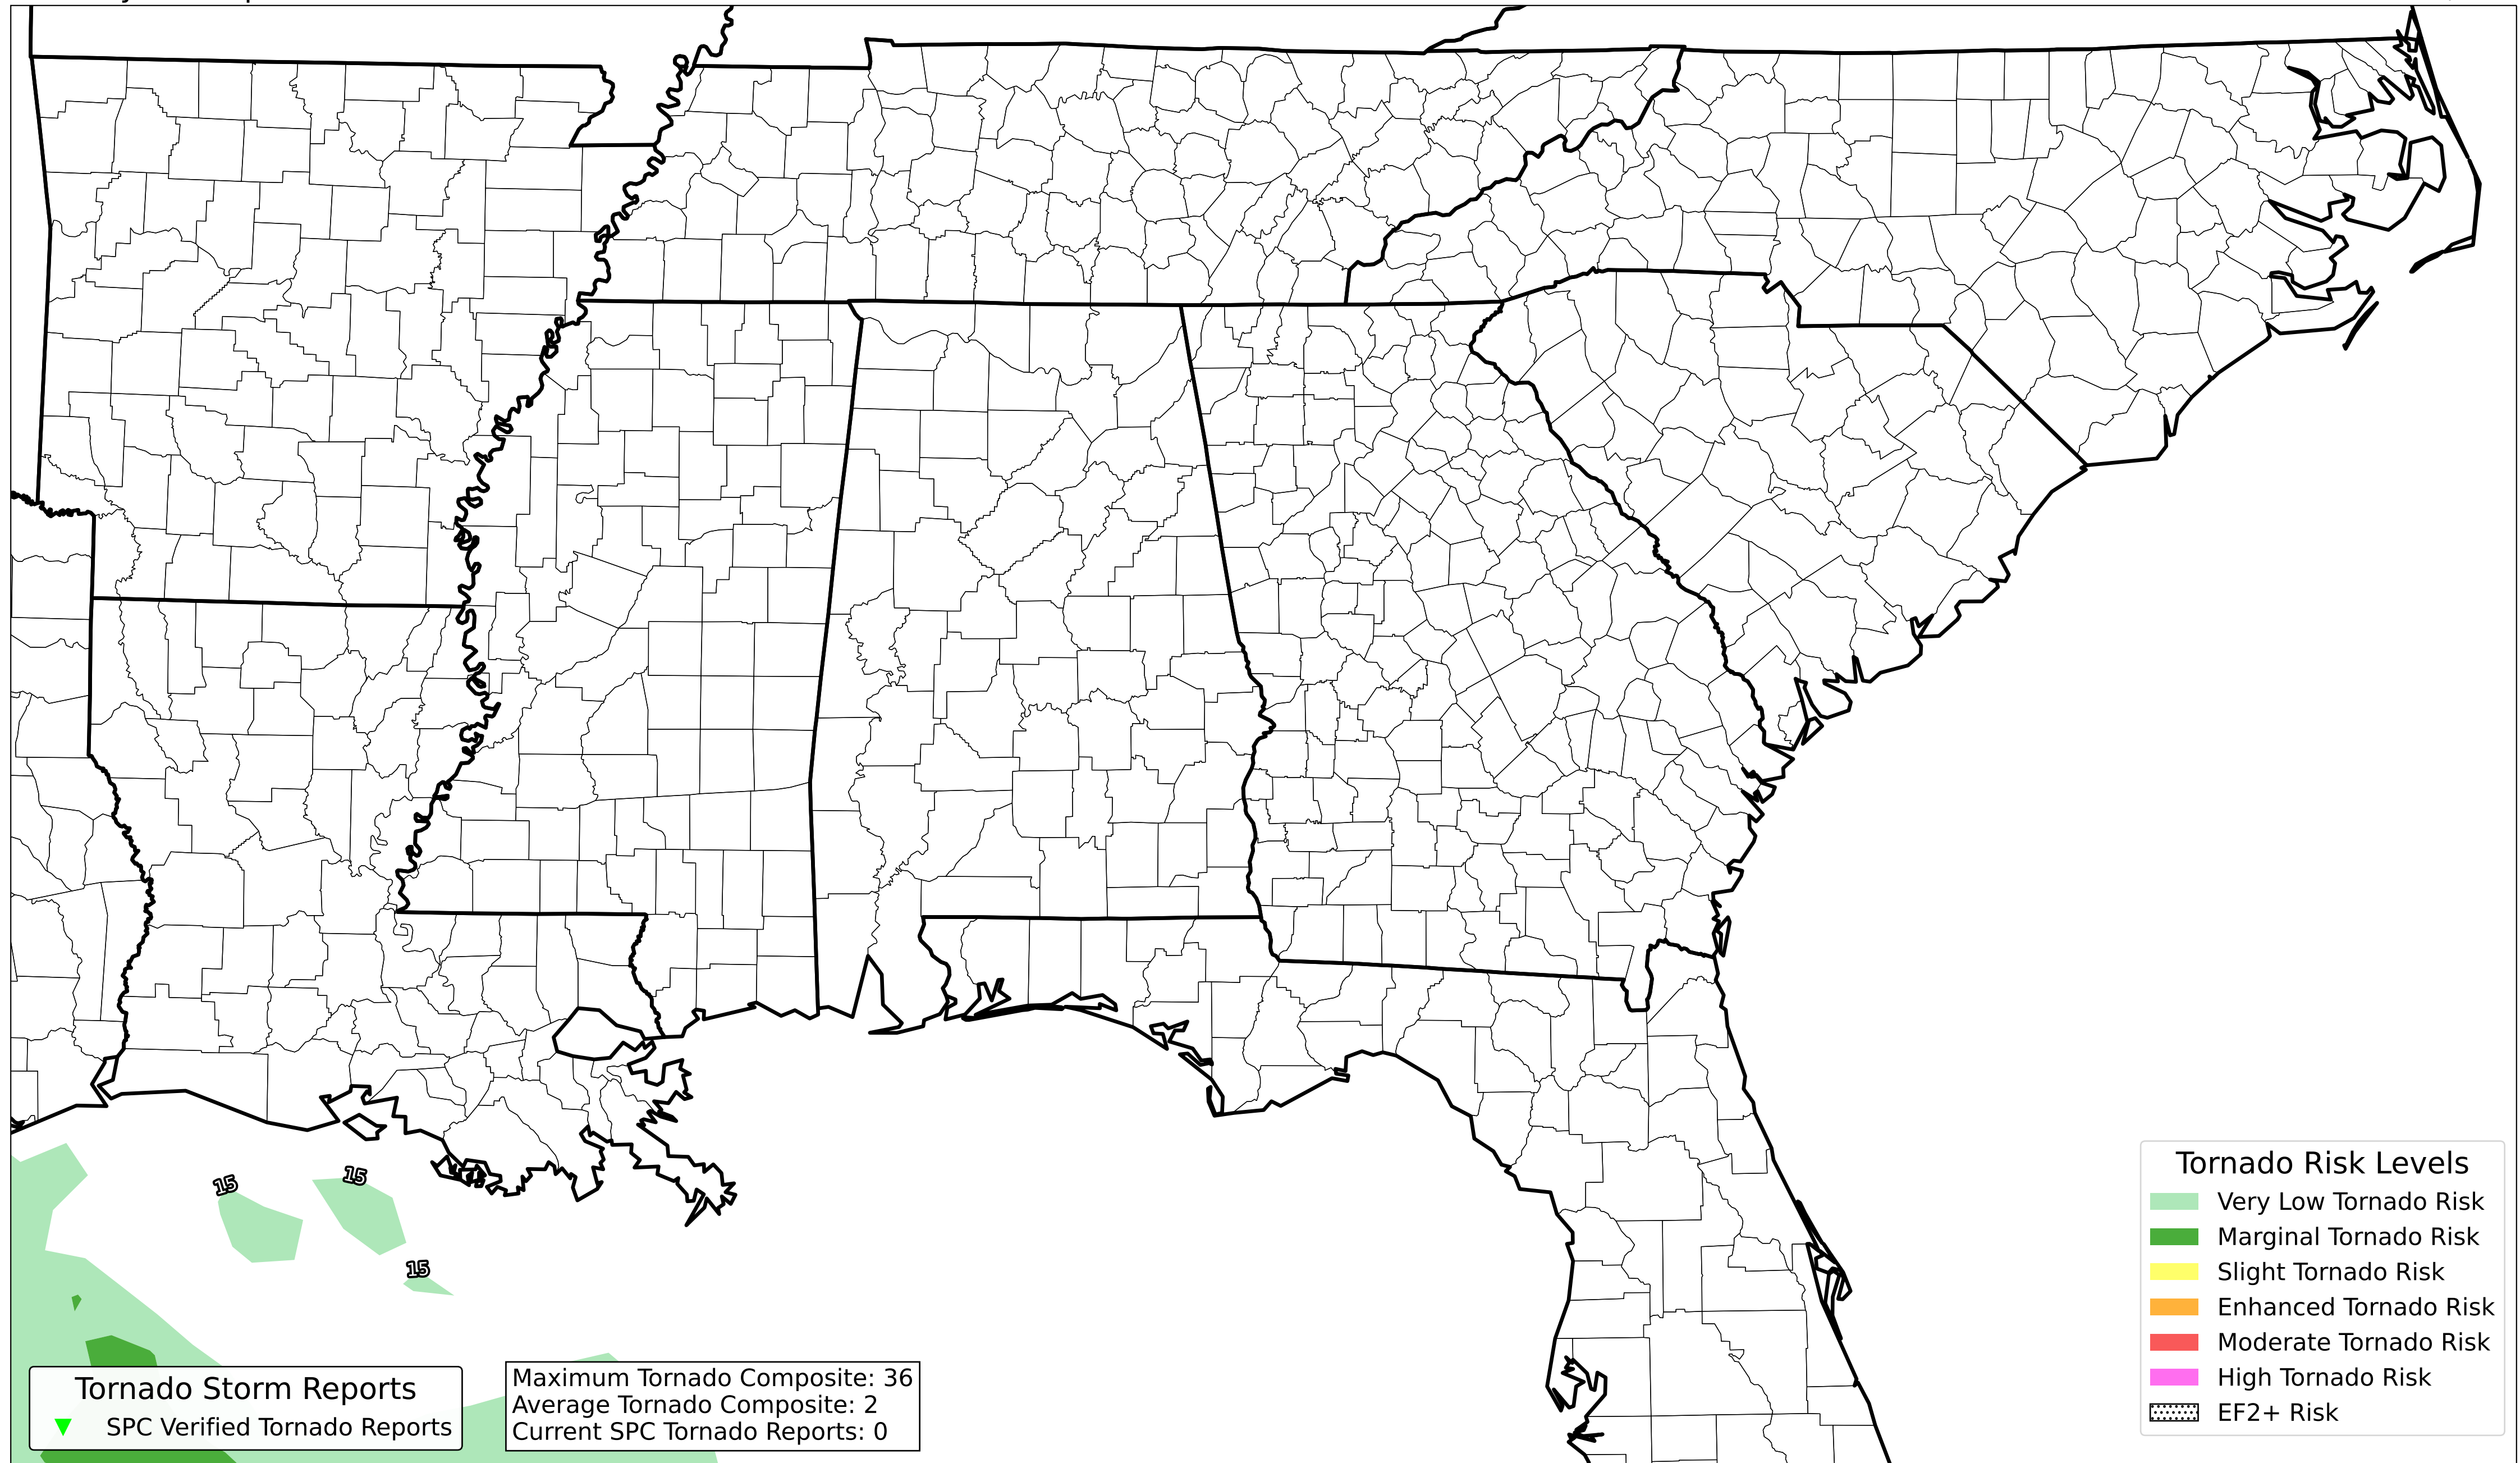 15
15
15
Tornado Storm Reports
SPC Verified Tornado Reports
Maximum Tornado Composite: 36
Average Tornado Composite: 2
Current SPC Tornado Reports: 0
Tornado Risk Levels
Very Low Tornado Risk
Marginal Tornado Risk
Slight Tornado Risk
Enhanced Tornado Risk
Moderate Tornado Risk
High Tornado Risk
EF2+ Risk